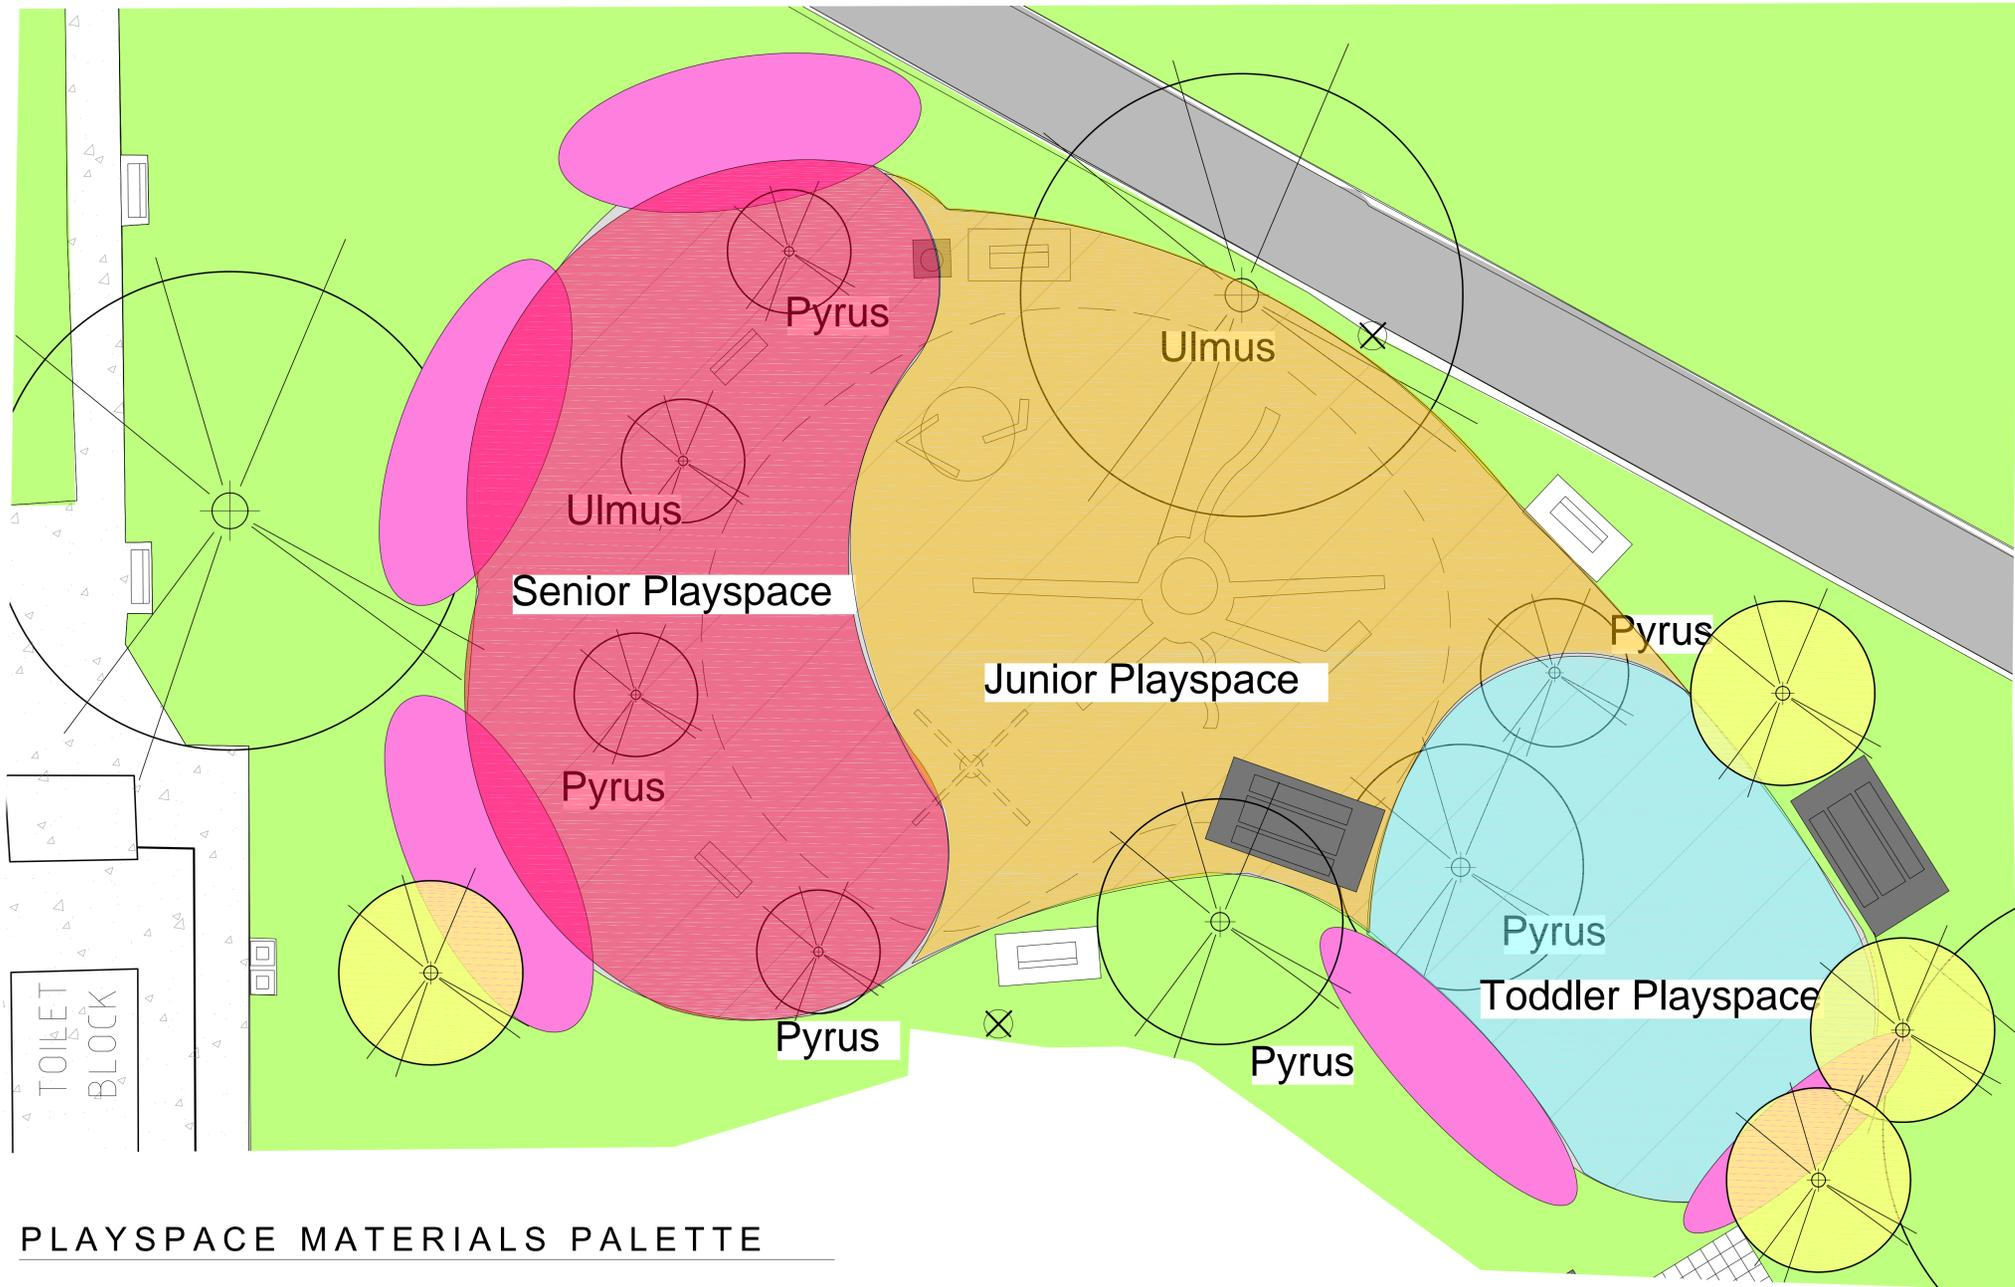 Pyrus
Ulmus
Ulmus
Senior Playspace
Pyrus
Junior Playspace
Pyrus
Pyrus
Toddler Playspace
TOILET
BLOCK
Pyrus
Pyrus
PLAYSPACE MATERIALS PALETTE